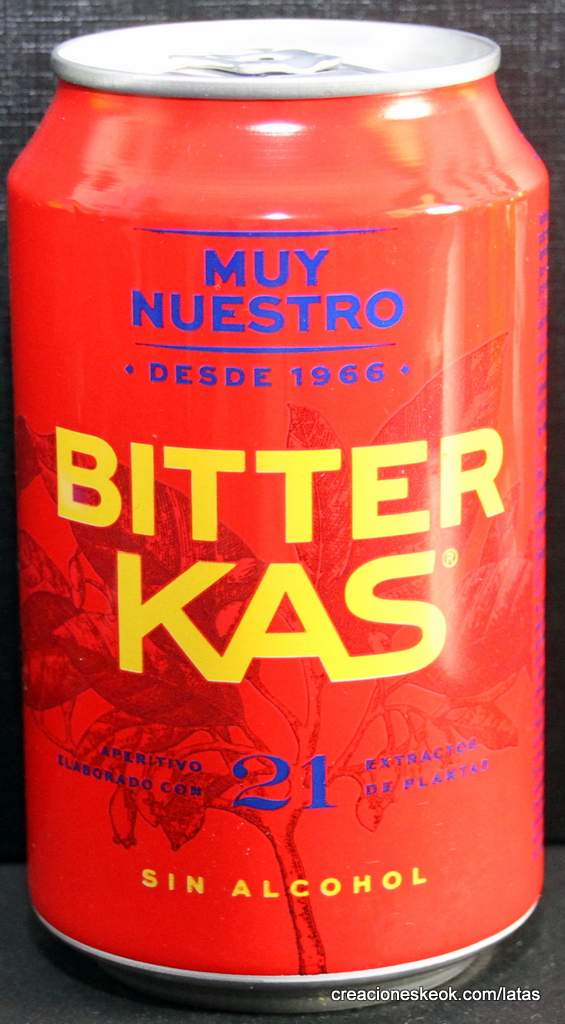 MUY
NUESTRO
• DESDE 1966 •
BITTER
KAS®
APERITIVO
ELABORADO CON
21
EXTRACTOS
DE PLANTAS
SIN ALCOHOL
creacioneskeok.com/latas